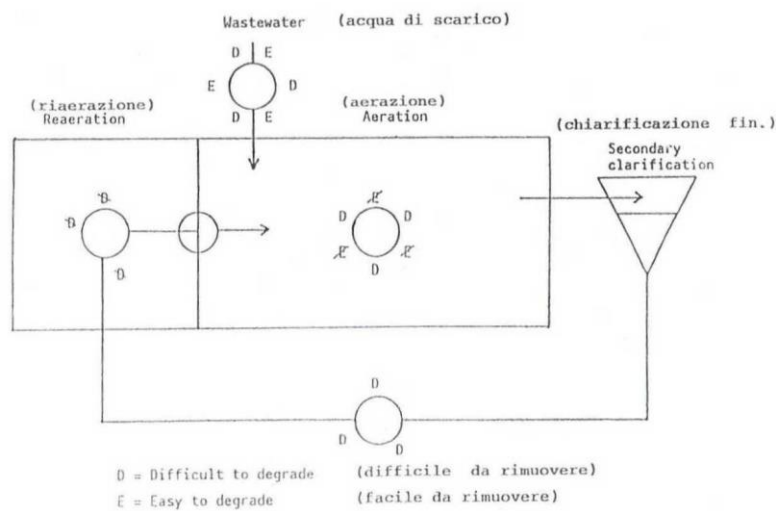 Wastewater (acqua di scarico)
D E
E D
D E
(riaerazione)
Reaeration
(aerazione)
Aeration
(chiarificazione fin.)
Secondary
clarification
D
D
D
E
D D
E E
D
D
D D
D = Difficult to degrade (difficile da rimuovere)
E = Easy to degrade (facile da rimuovere)